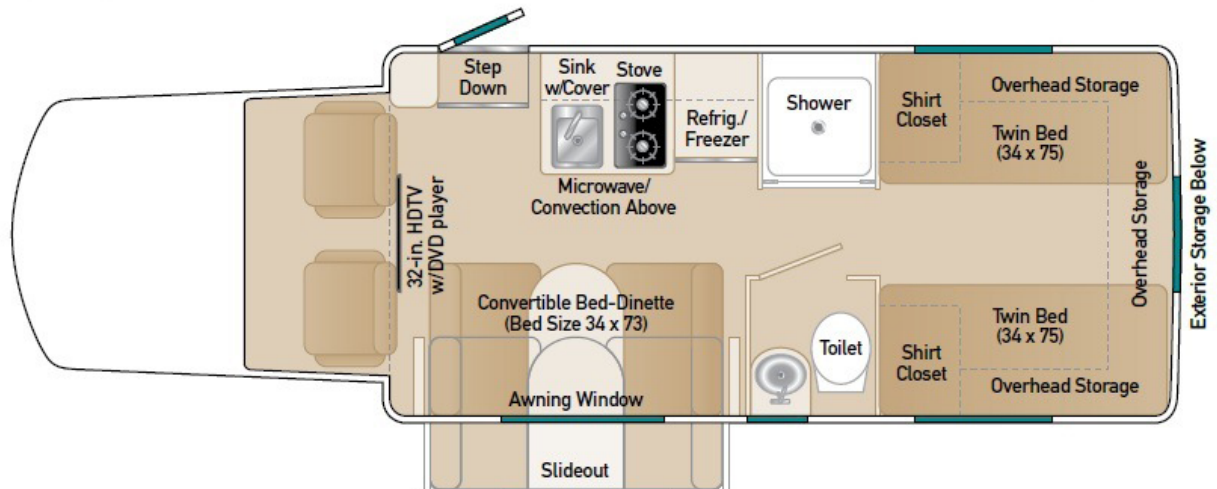 Step
Down
Sink
w/Cover
Stove
Refrig./
Freezer
Microwave/
Convection Above
Shower
Shirt
Closet
Overhead Storage
Twin Bed
(34 x 75)
32-in. HDTV
w/DVD player
Convertible Bed-Dinette
(Bed Size 34 x 73)
Awning Window
Slideout
Toilet
Shirt
Closet
Twin Bed
(34 x 75)
Overhead Storage
Overhead Storage
Exterior Storage Below